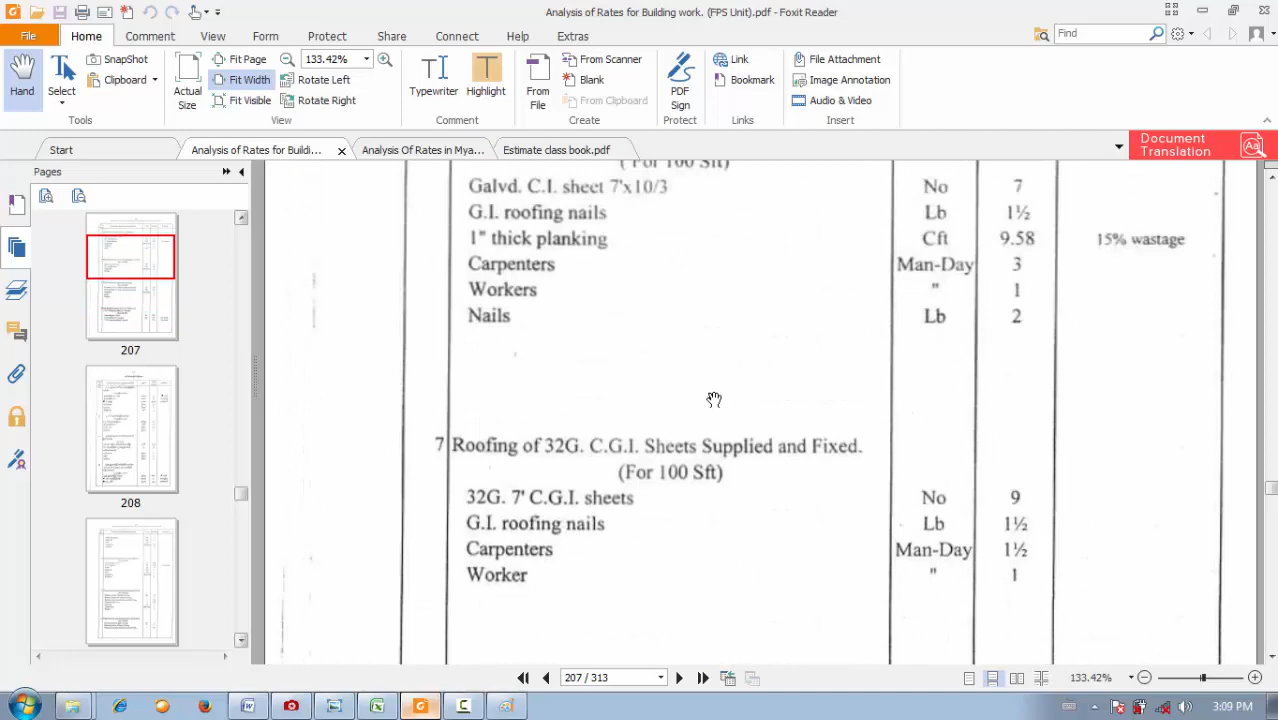 Analysis of Rates for Building work. (FPS Unit).pdf - Foxit Reader
File Home Comment View Form Protect Share Connect Help Extras Find
SnapShot Fit Page 133.42% From Scanner Link File Attachment
Clipboard Fit Width Rotate Left Blank Bookmark Image Annotation
Hand Select Actual Size Fit Visible Rotate Right Typewriter Highlight From File From Clipboard PDF Sign Audio & Video
Tools View Comment Create Protect Links Insert
Start Analysis of Rates for Buildi... Analysis Of Rates in Mya... Estimate class book.pdf Document Translation
Pages
( For 100 Sft)
Galvd. C.I. sheet 7'x10/3 No 7
G.I. roofing nails Lb 1½
1" thick planking Cft 9.58 15% wastage
Carpenters Man-Day 3
Workers " 1
Nails Lb 2
7 Roofing of 32G. C.G.I. Sheets Supplied and Fixed.
(For 100 Sft)
32G. 7' C.G.I. sheets No 9
G.I. roofing nails Lb 1½
Carpenters Man-Day 1½
Worker " 1
207
208
207 / 313 133.42%
3:09 PM